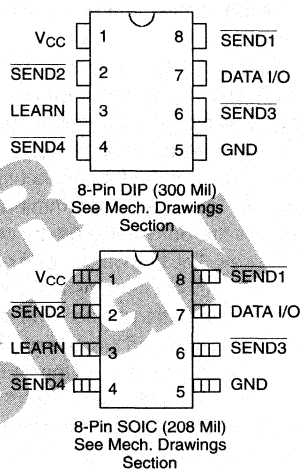 VCC 1 8 SEND1
SEND2 2 7 DATA I/O
LEARN 3 6 SEND3
SEND4 4 5 GND
8-Pin DIP (300 Mil)
See Mech. Drawings
Section
VCC 1 8 SEND1
SEND2 2 7 DATA I/O
LEARN 3 6 SEND3
SEND4 4 5 GND
8-Pin SOIC (208 Mil)
See Mech. Drawings
Section